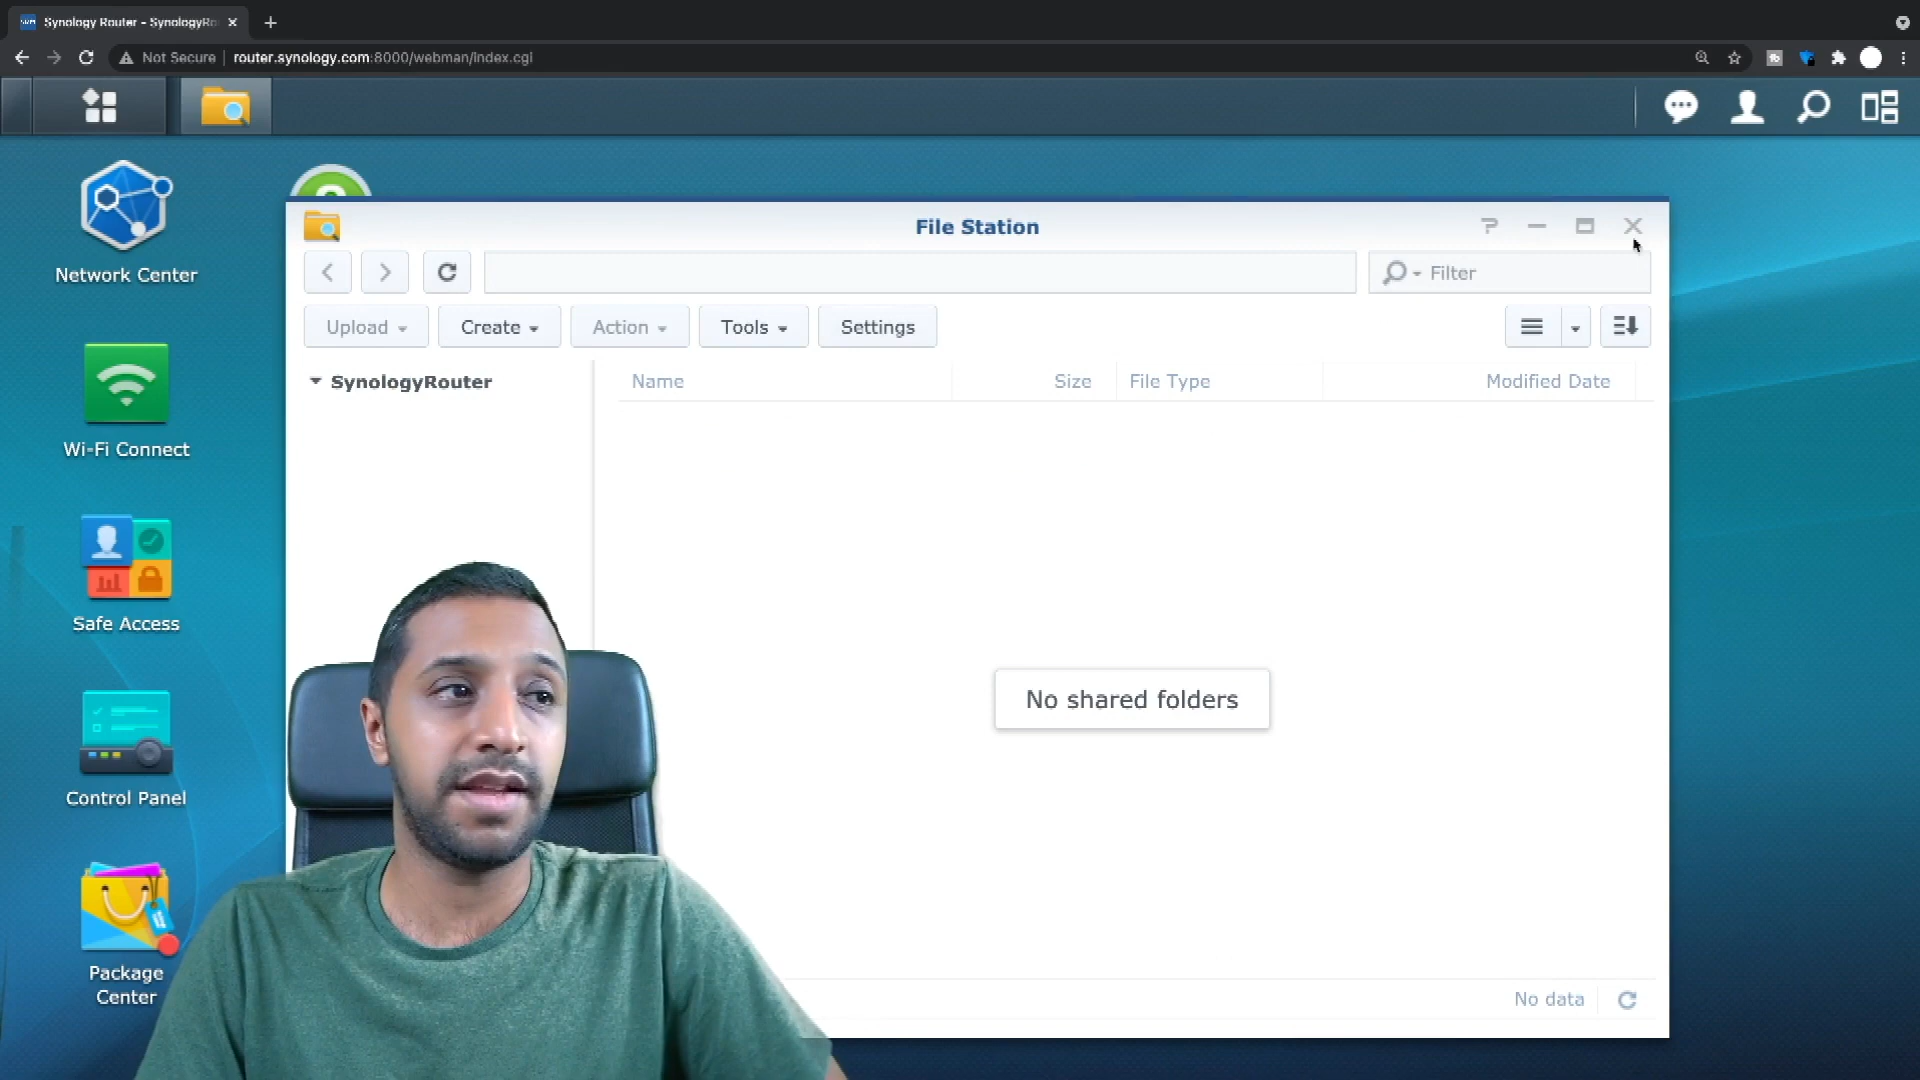 Synology Router - SynologyRo
Not Secure
router.synology.com:8000/webman/index.cgi
Network Center
Wi-Fi Connect
Safe Access
Control Panel
Package
Center
File Station
Filter
Upload
Create
Action
Tools
Settings
SynologyRouter
Name
Size
File Type
Modified Date
No shared folders
No data